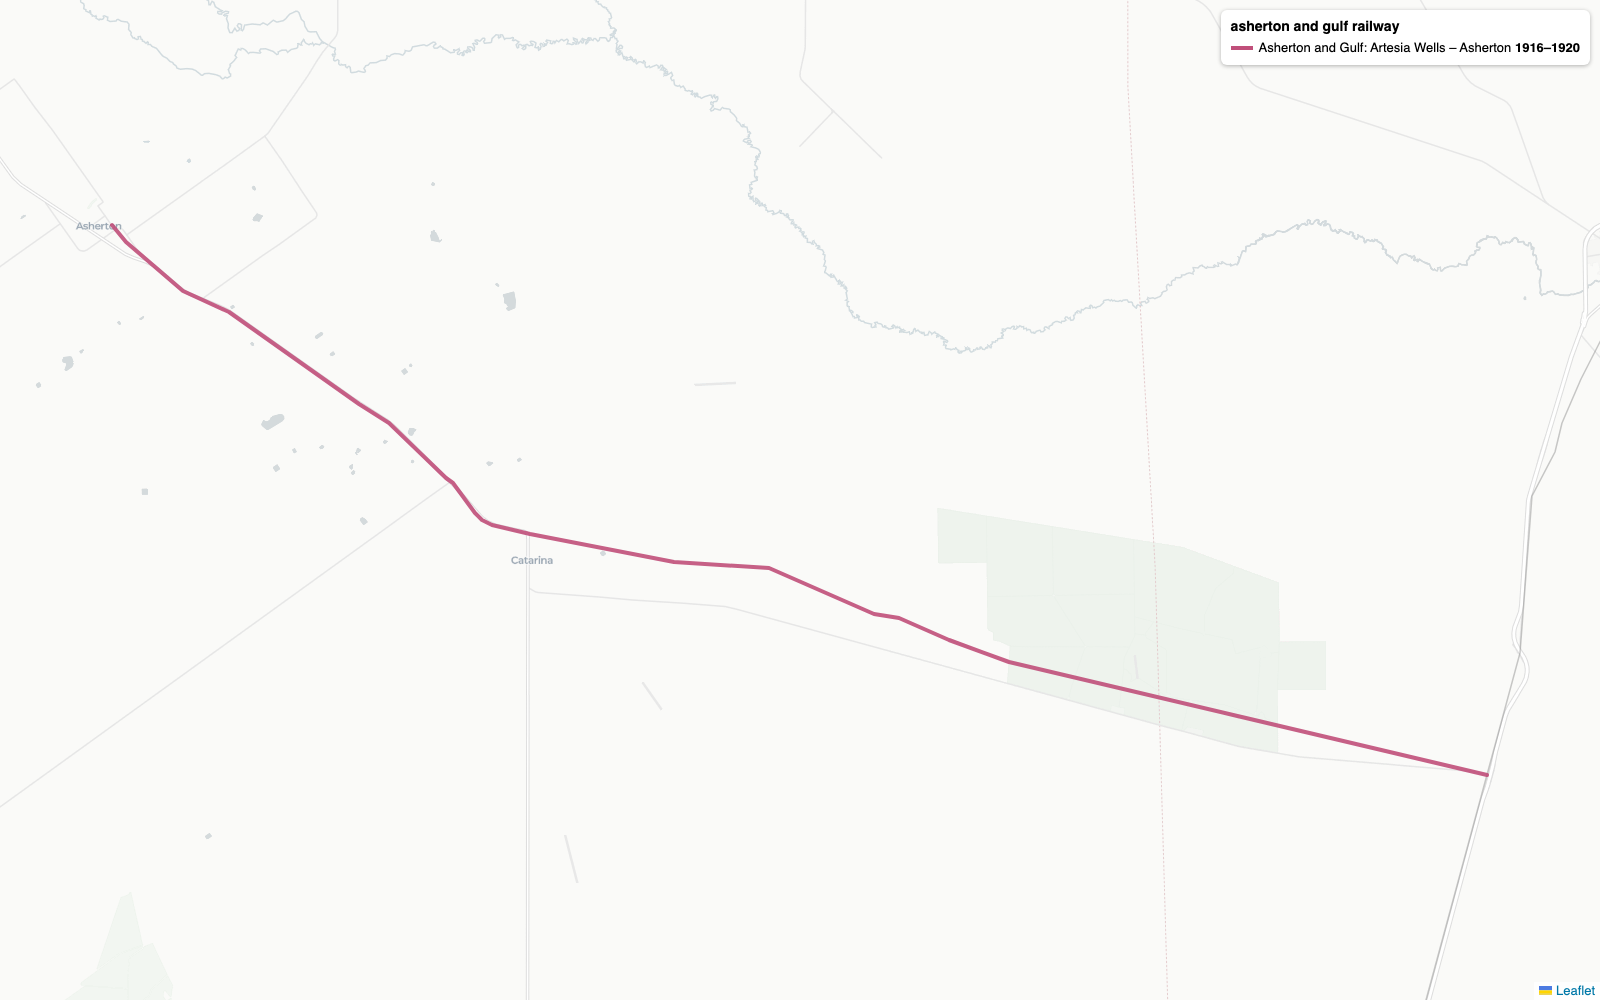 asherton and gulf railway
Asherton and Gulf: Artesia Wells – Asherton 1916–1920
Asherton
Catarina
Leaflet